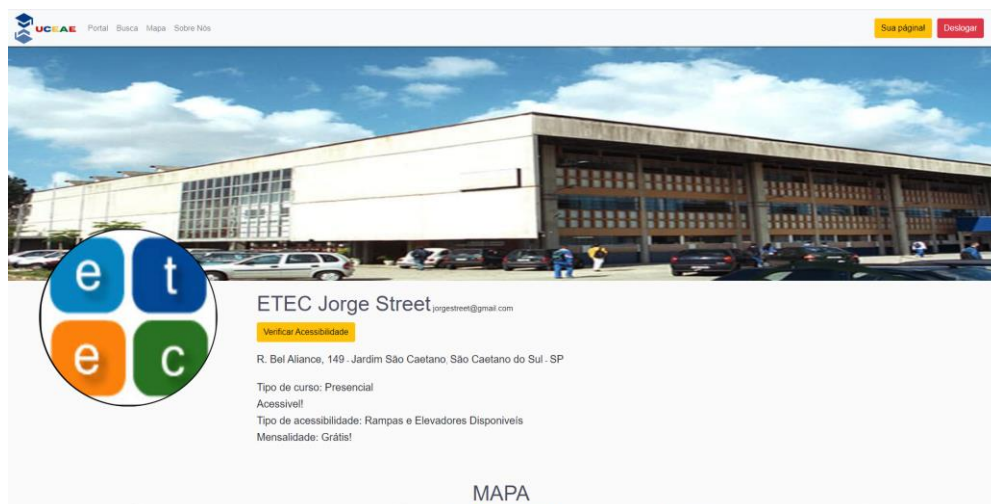 UCEAE Portal Busca Mapa Sobre Nós Sua página! Deslogar
e t
e c
ETEC Jorge Street jorgestreet@gmail.com
Verificar Acessibilidade
R. Bel Aliance, 149 - Jardim São Caetano, São Caetano do Sul - SP
Tipo de curso: Presencial
Acessivel!
Tipo de acessibilidade: Rampas e Elevadores Disponiveís
Mensalidade: Grátis!
MAPA